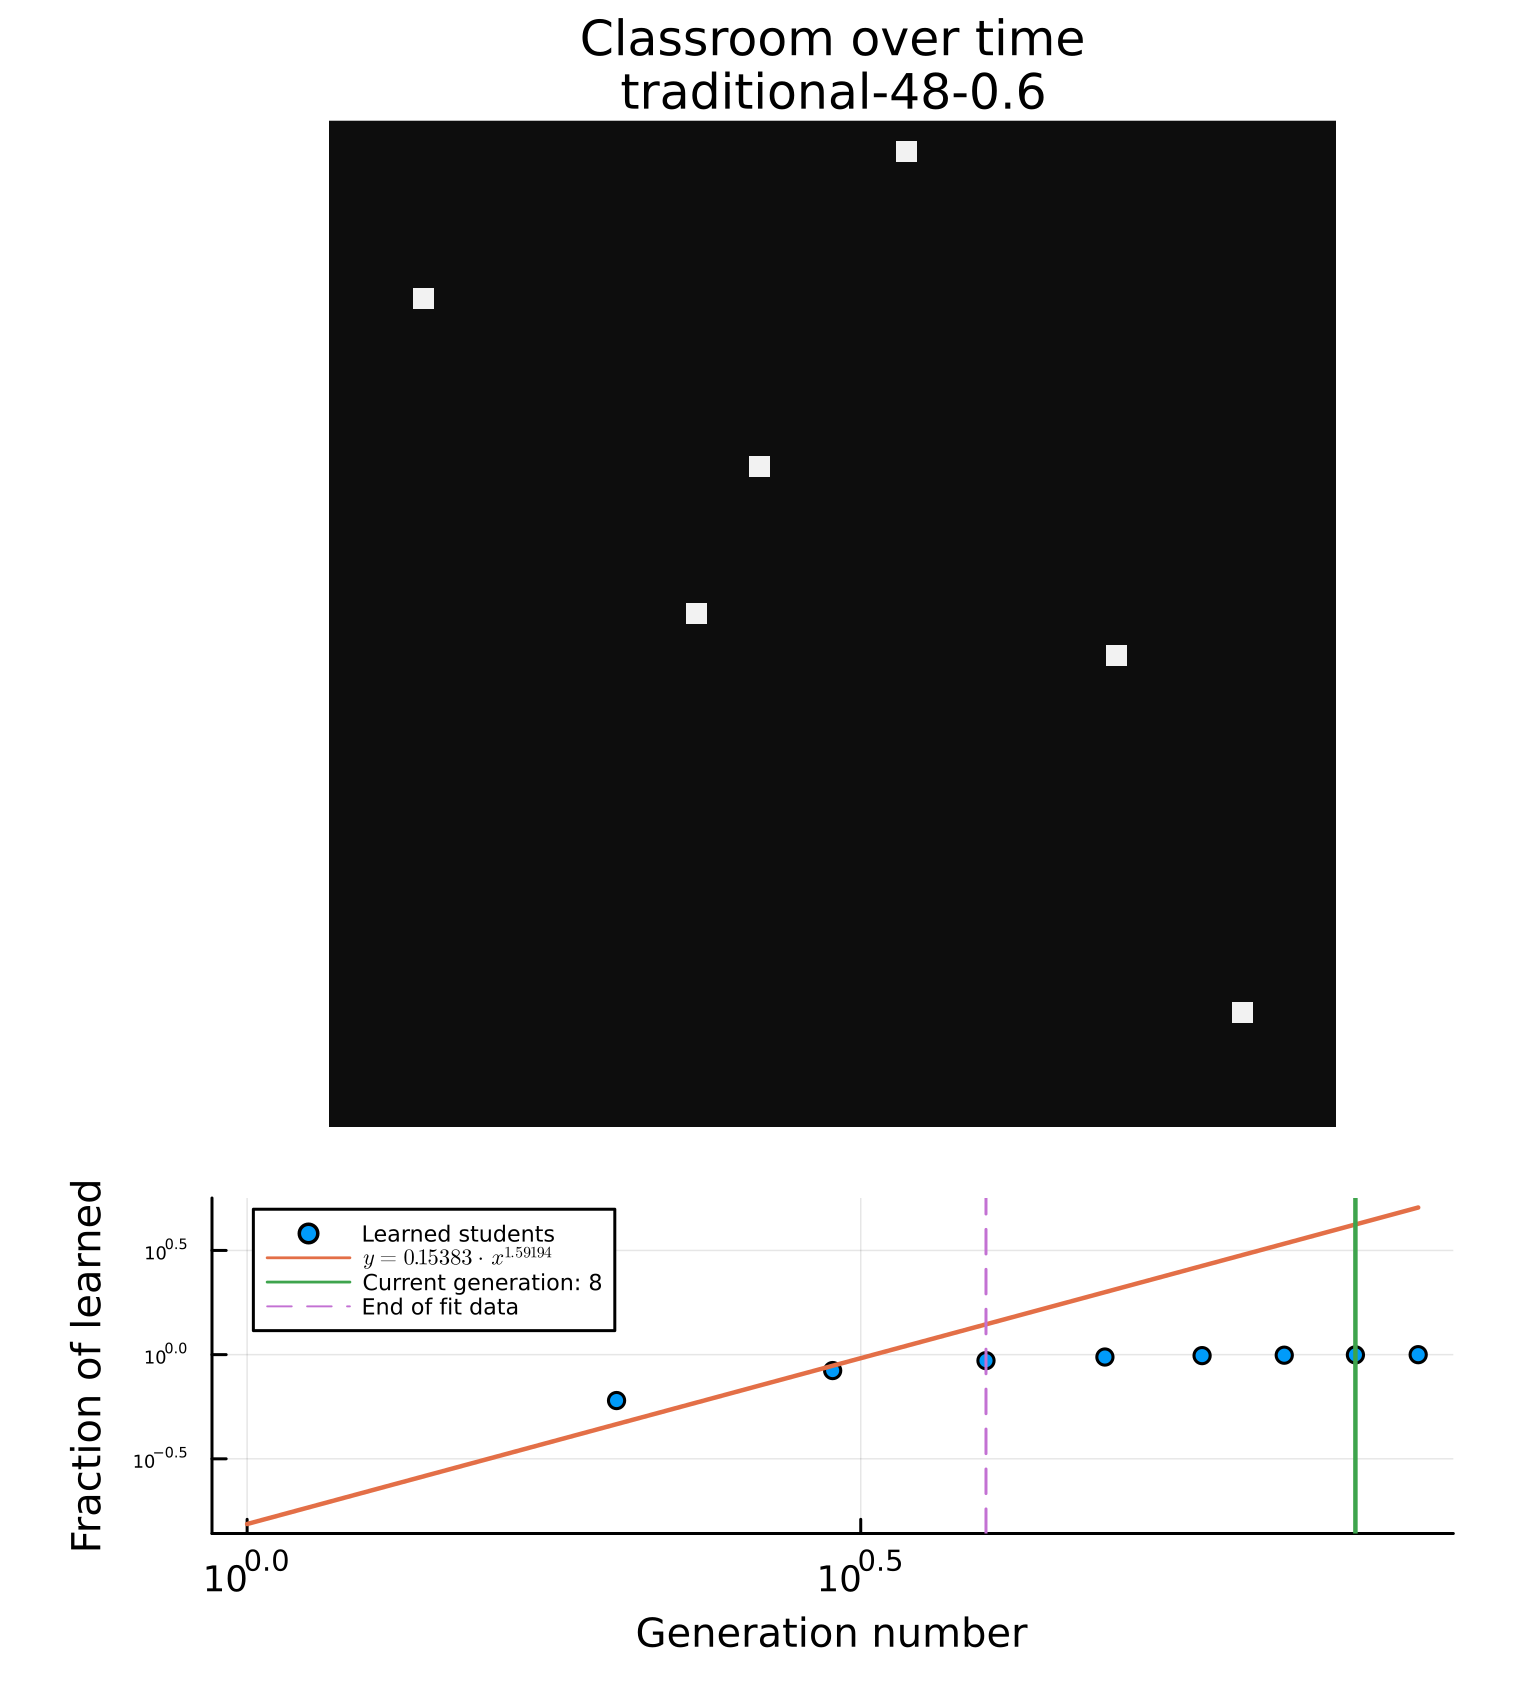 Classroom over time
traditional-48-0.6
Fraction of learned
10^0.5
10^0.0
10^−0.5
Learned students
y = 0.15383 · x^1.59194
Current generation: 8
End of fit data
10^0.0
10^0.5
Generation number